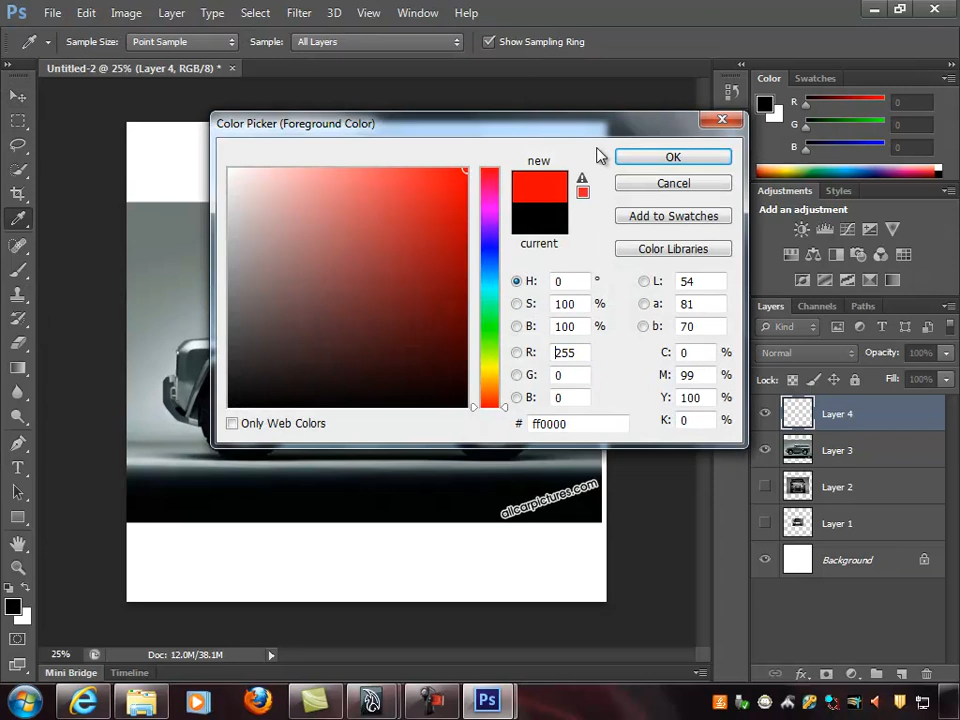 Ps File Edit Image Layer Type Select Filter 3D View Window Help
Sample Size: Point Sample Sample: All Layers Show Sampling Ring
Untitled-2 @ 25% (Layer 4, RGB/8) *
Color Swatches
R 0
G 0
B 0
Color Picker (Foreground Color)
new
current
OK
Cancel
Add to Swatches
Color Libraries
H: 0 °
S: 100 %
B: 100 %
R: 255
G: 0
B: 0
# ff0000
L: 54
a: 81
b: 70
C: 0 %
M: 99 %
Y: 100 %
K: 0 %
Only Web Colors
Adjustments Styles
Add an adjustment
Layers Channels Paths
Kind
Normal Opacity: 100%
Lock: Fill: 100%
Layer 4
Layer 3
Layer 2
Layer 1
Background
allcarpictures.com
25% Doc: 12.0M/38.1M
Mini Bridge Timeline
Ps